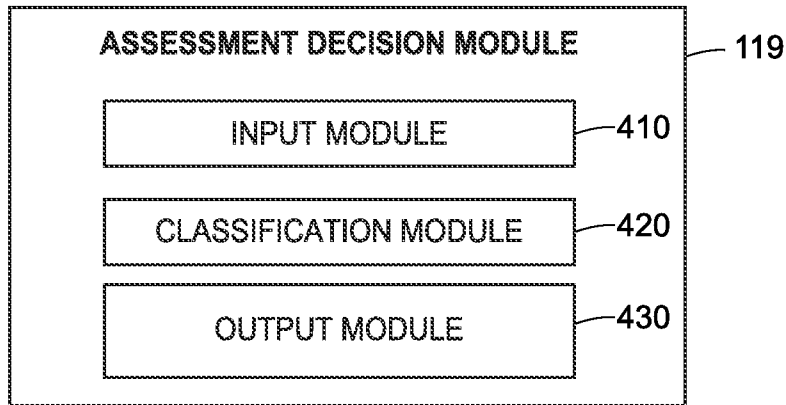 ASSESSMENT DECISION MODULE
119
INPUT MODULE
410
CLASSIFICATION MODULE
420
OUTPUT MODULE
430